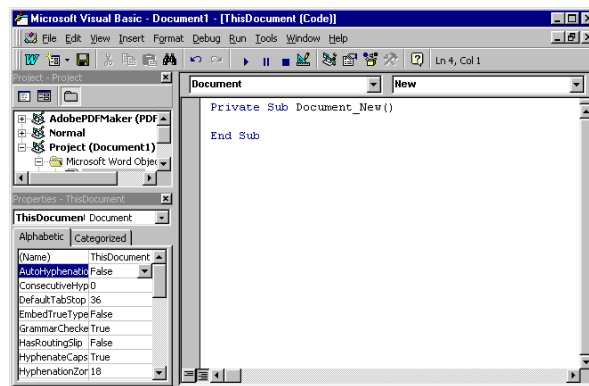 Microsoft Visual Basic - Document1 - [ThisDocument (Code)]
File Edit View Insert Format Debug Run Tools Window Help
Ln 4, Col 1
Project - Project
AdobePDFMaker (PDF
Normal
Project (Document1)
Microsoft Word Objec
Properties - ThisDocument
ThisDocument Document
Alphabetic Categorized
(Name) ThisDocument
AutoHyphenatio False
ConsecutiveHyp 0
DefaultTabStop 36
EmbedTrueType False
GrammarChecke True
HasRoutingSlip False
HyphenateCaps True
HyphenationZor 18
Document New
Private Sub Document_New()
End Sub